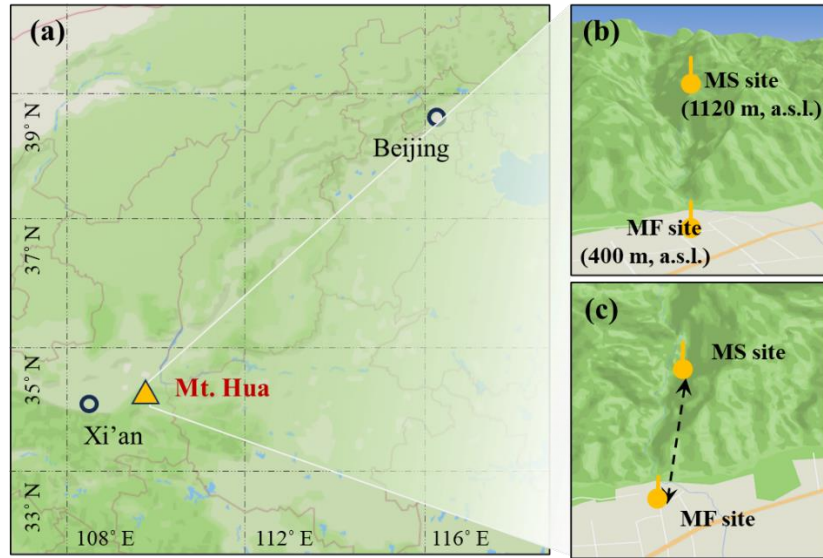 (a)
39° N
37° N
35° N
33° N
Beijing
Mt. Hua
Xi'an
108° E
112° E
116° E
(b)
MS site
(1120 m, a.s.l.)
MF site
(400 m, a.s.l.)
(c)
MS site
MF site